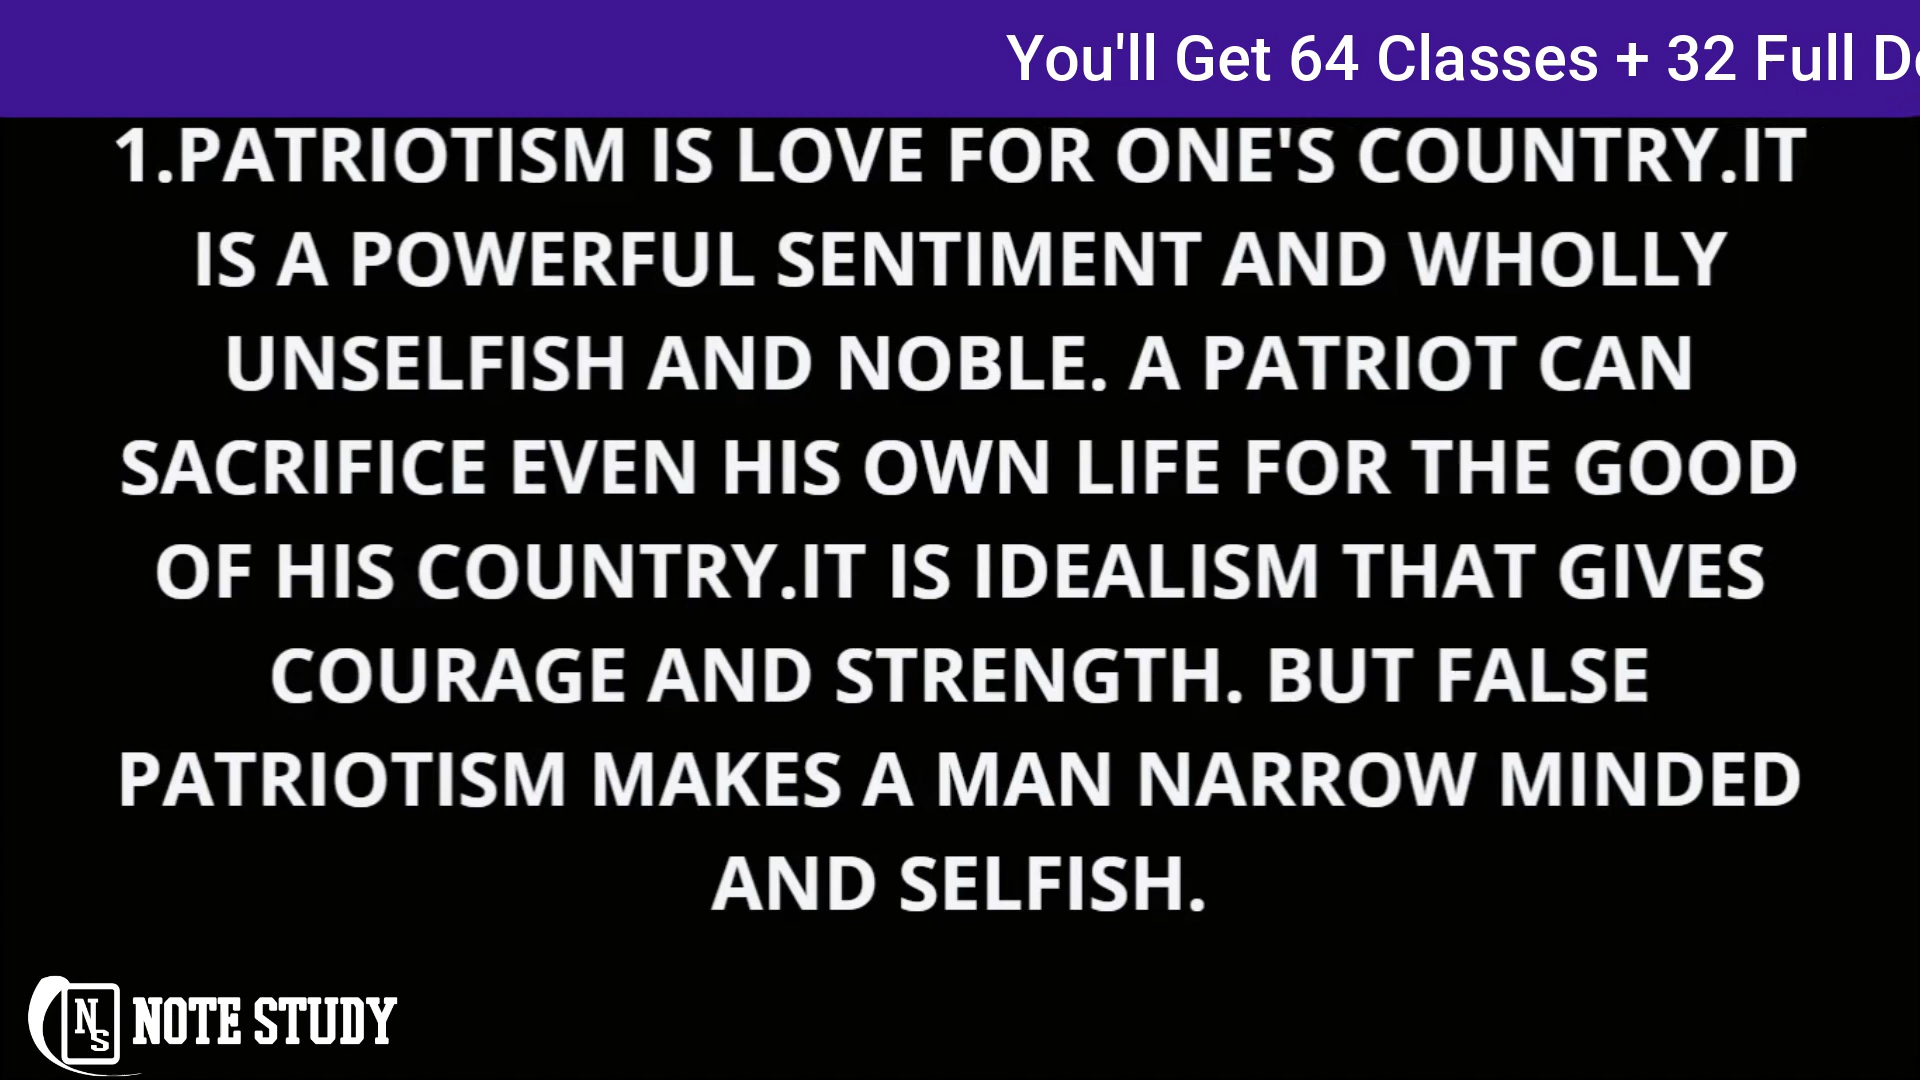 You'll Get 64 Classes + 32 Full
1.PATRIOTISM IS LOVE FOR ONE'S COUNTRY.IT
IS A POWERFUL SENTIMENT AND WHOLLY
UNSELFISH AND NOBLE. A PATRIOT CAN
SACRIFICE EVEN HIS OWN LIFE FOR THE GOOD
OF HIS COUNTRY.IT IS IDEALISM THAT GIVES
COURAGE AND STRENGTH. BUT FALSE
PATRIOTISM MAKES A MAN NARROW MINDED
AND SELFISH.
NS NOTE STUDY